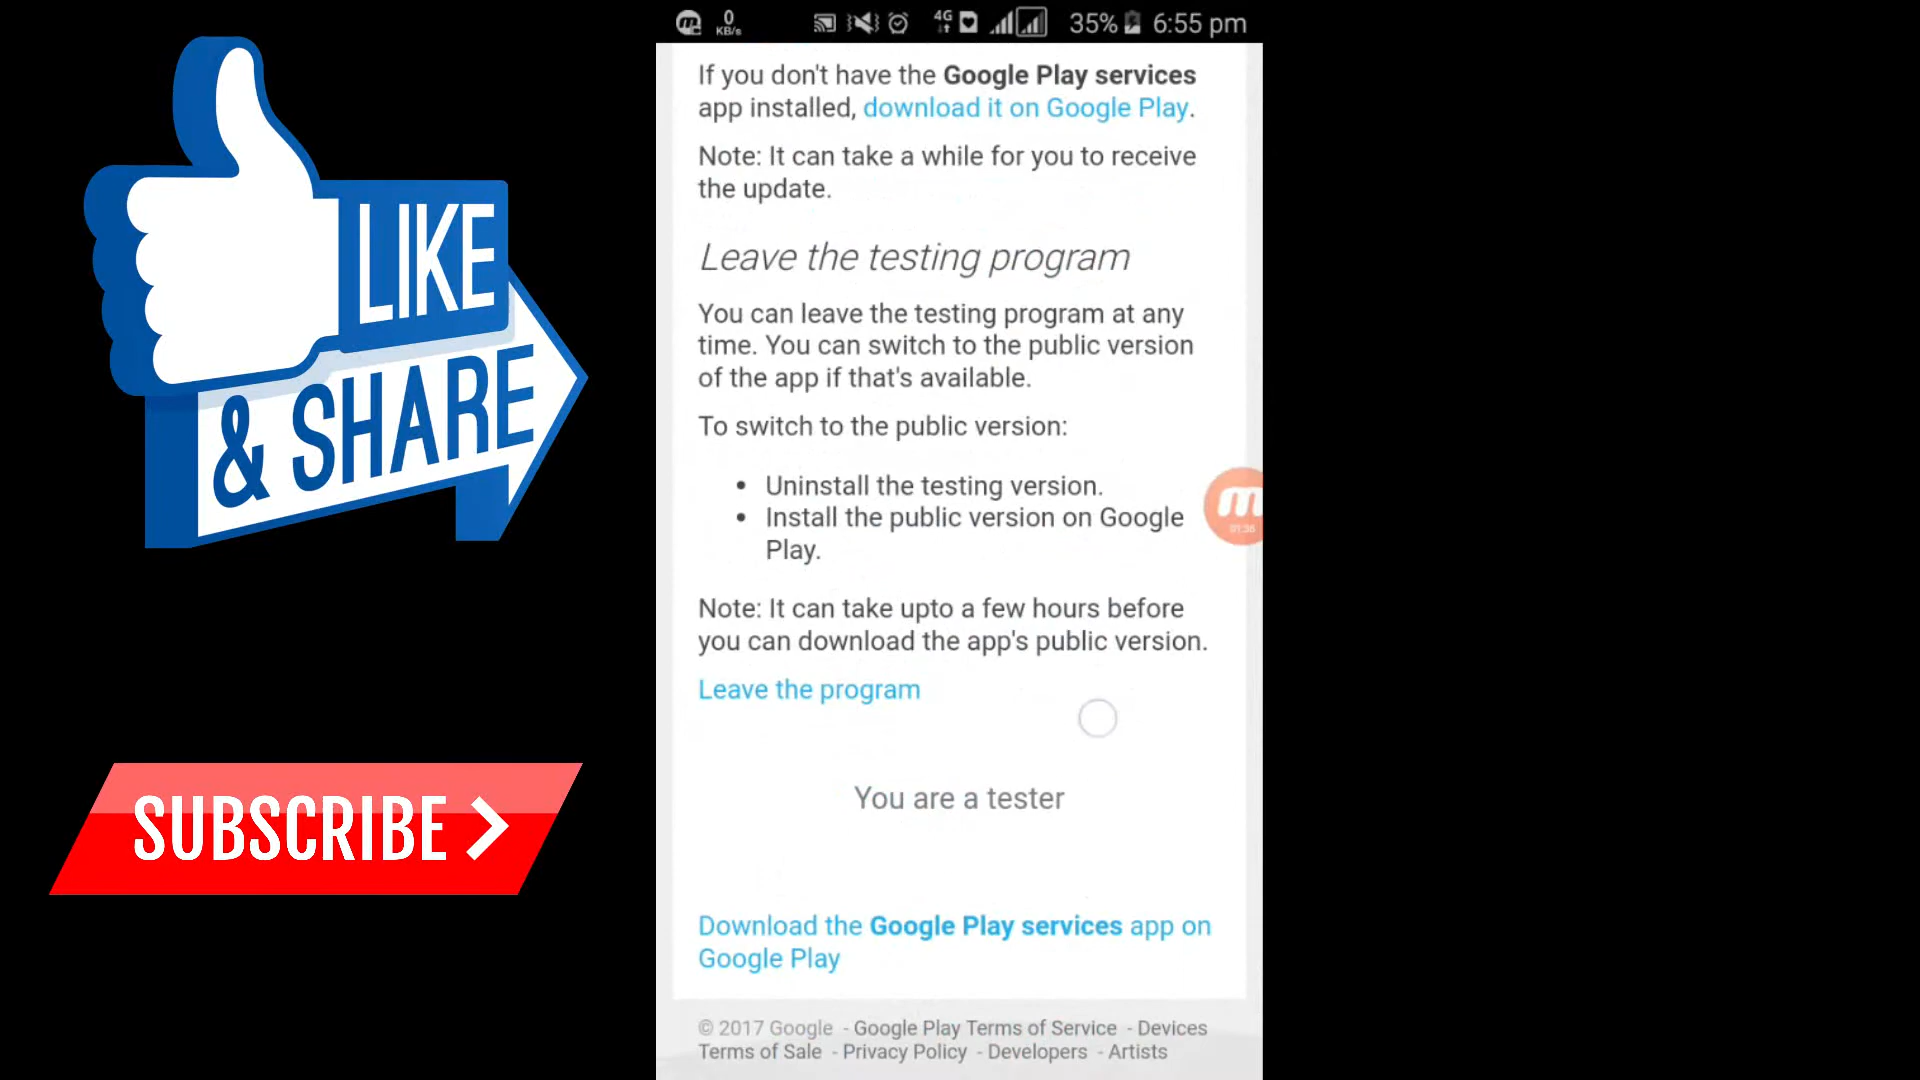 LIKE
& SHARE
SUBSCRIBE
0
KB/s
4G
35%
6:55 pm
If you don't have the Google Play services
app installed, download it on Google Play.
Note: It can take a while for you to receive
the update.
Leave the testing program
You can leave the testing program at any
time. You can switch to the public version
of the app if that's available.
To switch to the public version:
• Uninstall the testing version.
• Install the public version on Google
Play.
01:36
Note: It can take upto a few hours before
you can download the app's public version.
Leave the program
You are a tester
Download the Google Play services app on
Google Play
© 2017 Google - Google Play Terms of Service - Devices
Terms of Sale - Privacy Policy - Developers - Artists